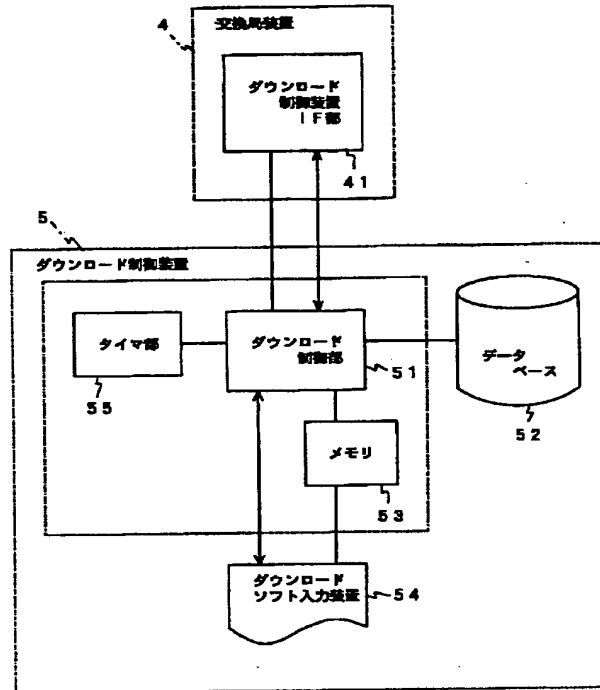 4
交換局装置
ダウンロード
制御装置
IF部
41
5
ダウンロード制御装置
タイマ部
55
ダウンロード
制御部
51
データ
ベース
52
メモリ
53
ダウンロード
ソフト入力装置
54